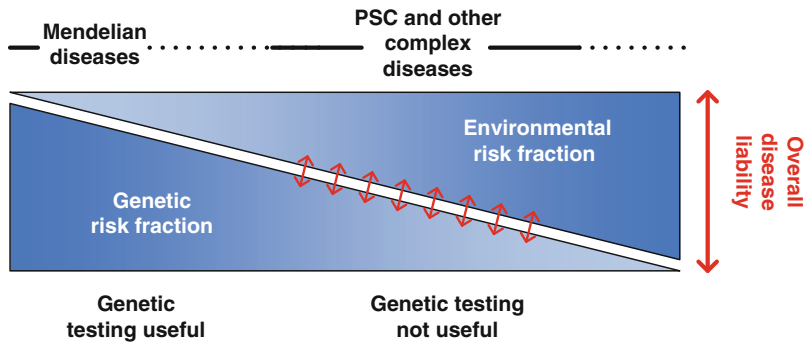 Mendelian
diseases
PSC and other
complex
diseases
Environmental
risk fraction
Genetic
risk fraction
Overall
disease
liability
Genetic
testing useful
Genetic testing
not useful